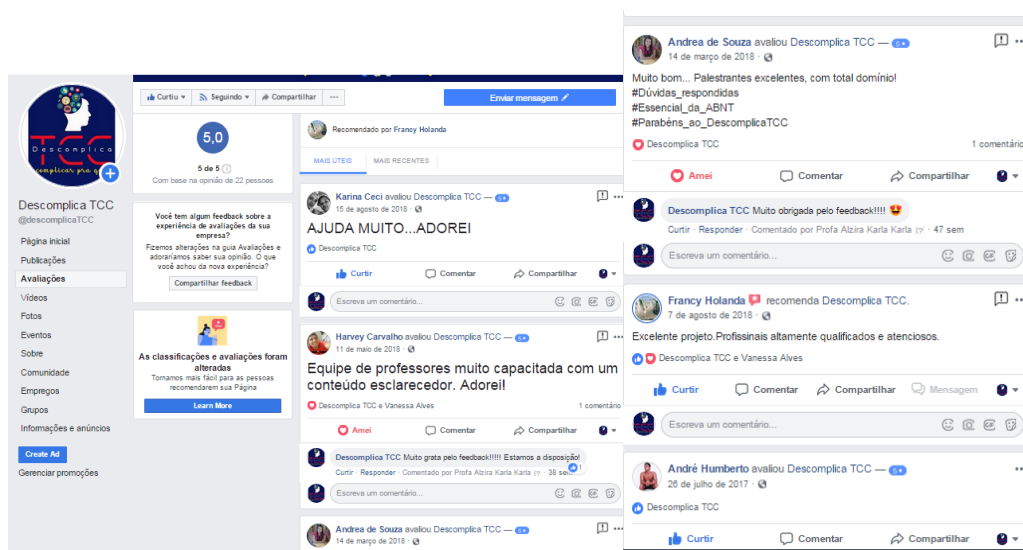 TCC
Descomplica
complicar pra q
Descomplica TCC
@descomplicaTCC
Página inicial
Publicações
Avaliações
Vídeos
Fotos
Eventos
Sobre
Comunidade
Empregos
Grupos
Informações e anúncios
Create Ad
Gerenciar promoções
Curtiu
Seguindo
Compartilhar
Enviar mensagem
5,0
5 de 5
Com base na opinião de 22 pessoas
Você tem algum feedback sobre a
experiência de avaliações da sua
empresa?
Fizemos alterações na guia Avaliações e
adoraríamos saber sua opinião. O que
você achou da nova experiência?
Compartilhar feedback
As classificações e avaliações foram
alteradas
Tornamos mais fácil para as pessoas
recomendarem sua Página
Learn More
Recomendado por Francy Holanda
MAIS ÚTEIS MAIS RECENTES
Karina Ceci avaliou Descomplica TCC — 5
15 de agosto de 2018 ·
AJUDA MUITO...ADOREI
Descomplica TCC
Curtir Comentar Compartilhar
Escreva um comentário...
Harvey Carvalho avaliou Descomplica TCC — 5
11 de maio de 2018 ·
Equipe de professores muito capacitada com um
conteúdo esclarecedor. Adorei!
Descomplica TCC e Vanessa Alves 1 comentário
Amei Comentar Compartilhar
Descomplica TCC Muito grata pelo feedback!!!!! Estamos a disposição!
Curtir · Responder · Comentado por Profa Alzira Karla Karla [?] · 38 sem 1
Escreva um comentário...
Andrea de Souza avaliou Descomplica TCC — 5
14 de março de 2018 ·
Andrea de Souza avaliou Descomplica TCC — 5
14 de março de 2018 ·
Muito bom... Palestrantes excelentes, com total domínio!
#Dúvidas_respondidas
#Essencial_da_ABNT
#Parabéns_ao_DescomplicaTCC
Descomplica TCC 1 comentário
Amei Comentar Compartilhar
Descomplica TCC Muito obrigada pelo feedback!!!! 😍
Curtir · Responder · Comentado por Profa Alzira Karla Karla [?] · 47 sem
Escreva um comentário...
Francy Holanda recomenda Descomplica TCC.
7 de agosto de 2018 ·
Excelente projeto.Profissinais altamente qualificados e atenciosos.
Descomplica TCC e Vanessa Alves
Curtir Comentar Compartilhar Mensagem
Escreva um comentário...
André Humberto avaliou Descomplica TCC — 5
26 de julho de 2017 ·
Descomplica TCC
Curtir Comentar Compartilhar